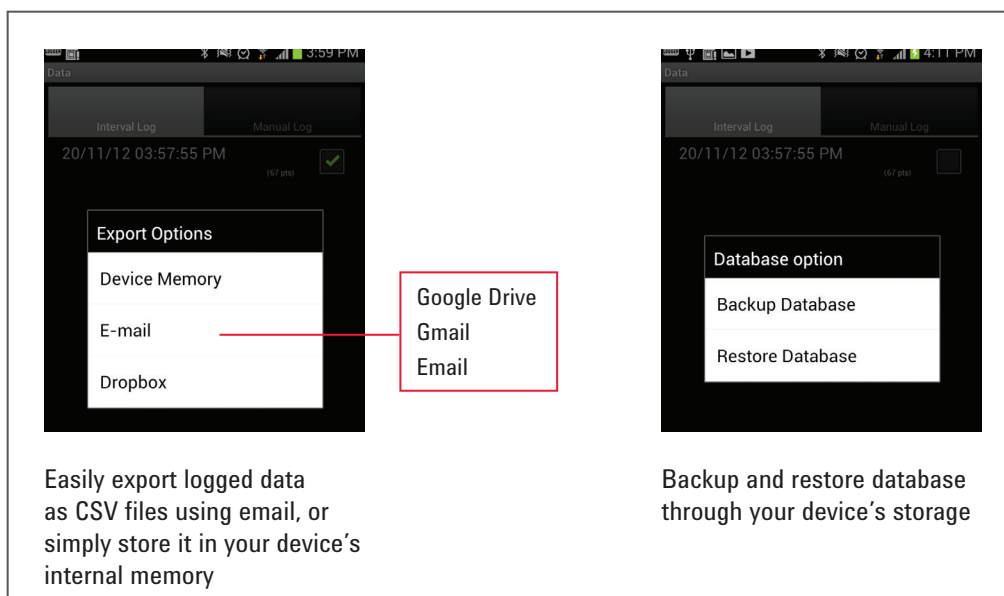 3:59 PM
Data
Interval Log
Manual Log
20/11/12 03:57:55 PM
(67 pts)
Export Options
Device Memory
E-mail
Dropbox
Google Drive
Gmail
Email
Easily export logged data
as CSV files using email, or
simply store it in your device's
internal memory
4:11 PM
Data
Interval Log
Manual Log
20/11/12 03:57:55 PM
(67 pts)
Database option
Backup Database
Restore Database
Backup and restore database
through your device's storage